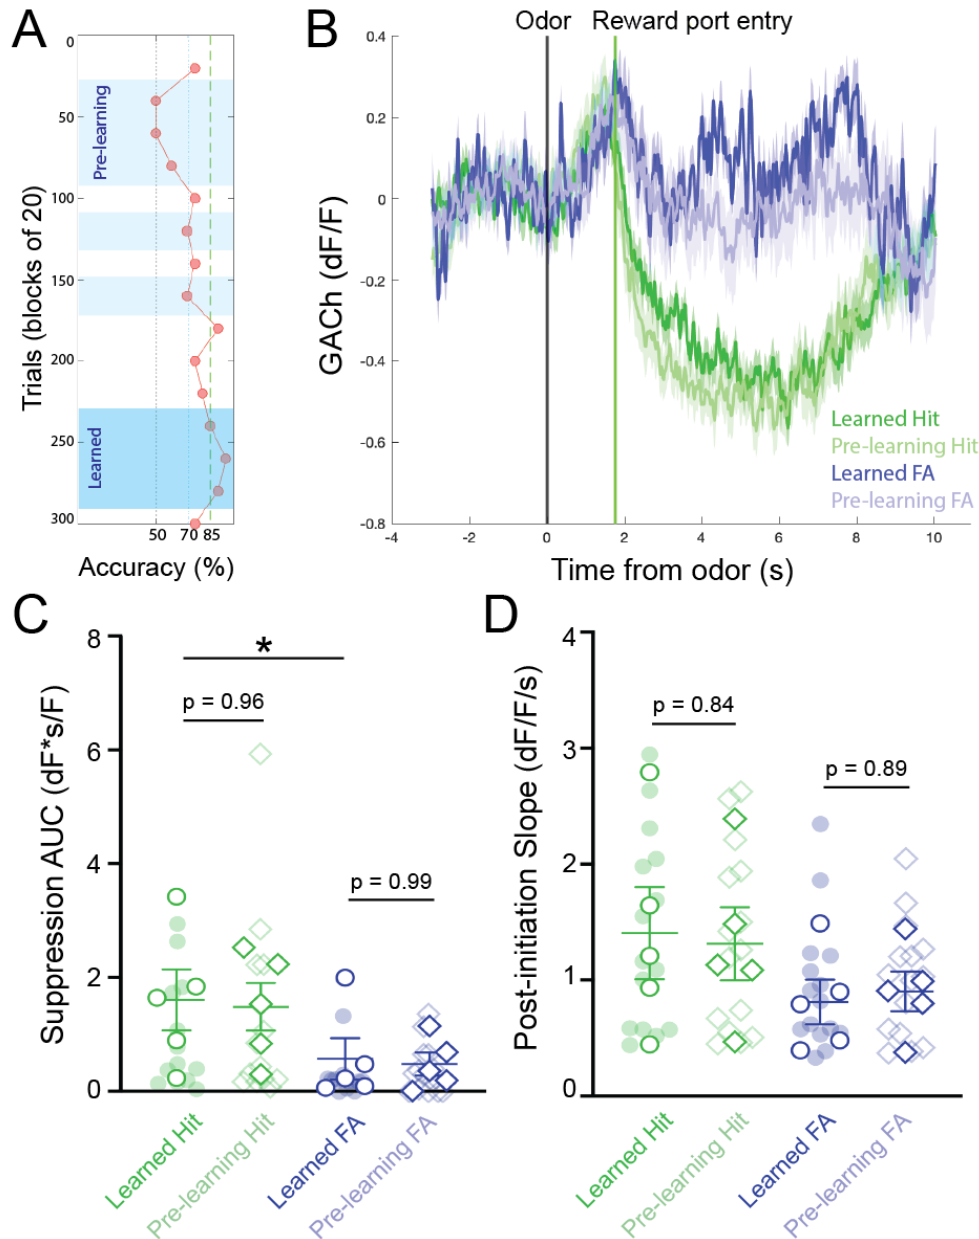 A
0
50
100
150
200
250
300
Pre-learning
Learned
Trials (blocks of 20)
50 70 85
Accuracy (%)
B
Odor
Reward port entry
0.4
0.2
0
-0.2
-0.4
-0.6
-0.8
GACh (dF/F)
Learned Hit
Pre-learning Hit
Learned FA
Pre-learning FA
-4 -2 0 2 4 6 8 10
Time from odor (s)
C
8
6
4
2
0
Suppression AUC (dF*s/F)
*
p = 0.96
p = 0.99
Learned Hit
Pre-learning Hit
Learned FA
Pre-learning FA
D
4
3
2
1
0
Post-initiation Slope (dF/F/s)
p = 0.84
p = 0.89
Learned Hit
Pre-learning Hit
Learned FA
Pre-learning FA